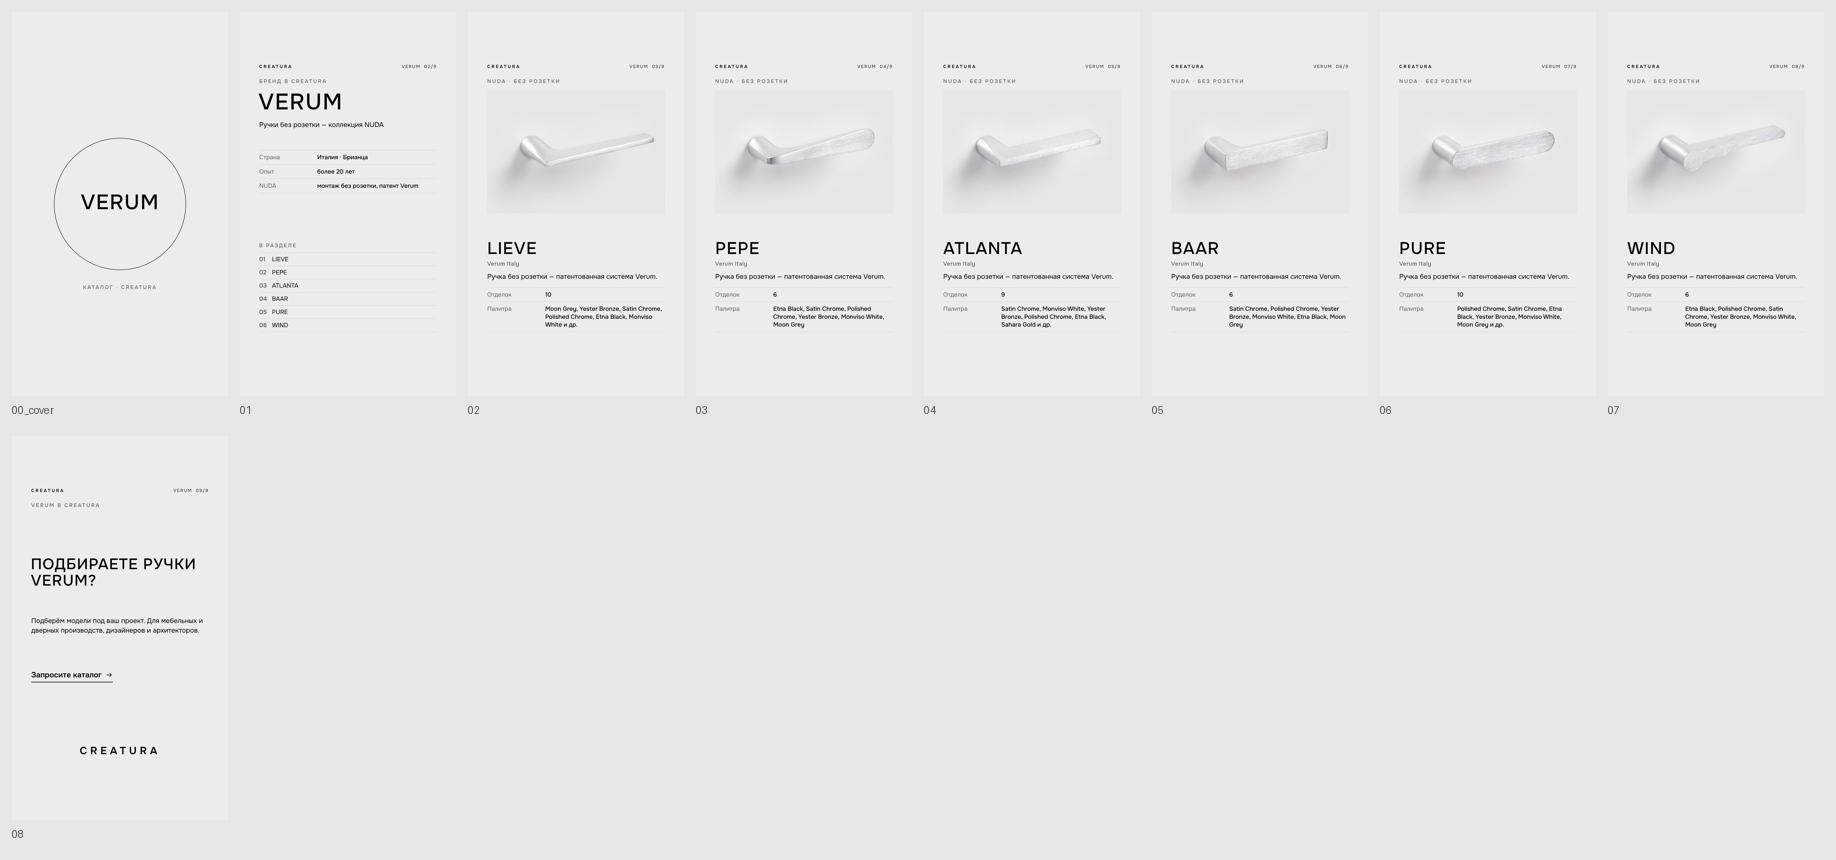 VERUM
КАТАЛОГ · CREATURA
00_cover
CREATURA VERUM 02/9
БРЕНД В CREATURA
VERUM
Ручки без розетки — коллекция NUDA
Страна Италия · Брианца
Опыт более 20 лет
NUDA монтаж без розетки, патент Verum
В РАЗДЕЛЕ
01 LIEVE
02 PEPE
03 ATLANTA
04 BAAR
05 PURE
06 WIND
01
CREATURA VERUM 03/9
NUDA · БЕЗ РОЗЕТКИ
LIEVE
Verum Italy
Ручка без розетки — патентованная система Verum.
Отделок 10
Палитра Moon Grey, Yester Bronze, Satin Chrome,
Polished Chrome, Etna Black, Monviso
White и др.
02
CREATURA VERUM 04/9
NUDA · БЕЗ РОЗЕТКИ
PEPE
Verum Italy
Ручка без розетки — патентованная система Verum.
Отделок 6
Палитра Etna Black, Satin Chrome, Polished
Chrome, Yester Bronze, Monviso White,
Moon Grey
03
CREATURA VERUM 05/9
NUDA · БЕЗ РОЗЕТКИ
ATLANTA
Verum Italy
Ручка без розетки — патентованная система Verum.
Отделок 9
Палитра Satin Chrome, Monviso White, Yester
Bronze, Polished Chrome, Etna Black,
Sahara Gold и др.
04
CREATURA VERUM 06/9
NUDA · БЕЗ РОЗЕТКИ
BAAR
Verum Italy
Ручка без розетки — патентованная система Verum.
Отделок 6
Палитра Satin Chrome, Polished Chrome, Yester
Bronze, Monviso White, Etna Black, Moon
Grey
05
CREATURA VERUM 07/9
NUDA · БЕЗ РОЗЕТКИ
PURE
Verum Italy
Ручка без розетки — патентованная система Verum.
Отделок 10
Палитра Polished Chrome, Satin Chrome, Etna
Black, Yester Bronze, Monviso White,
Moon Grey и др.
06
CREATURA VERUM 08/9
NUDA · БЕЗ РОЗЕТКИ
WIND
Verum Italy
Ручка без розетки — патентованная система Verum.
Отделок 6
Палитра Etna Black, Polished Chrome, Satin
Chrome, Yester Bronze, Monviso White,
Moon Grey
07
CREATURA VERUM 09/9
VERUM В CREATURA
ПОДБИРАЕТЕ РУЧКИ
VERUM?
Подберём модели под ваш проект. Для мебельных и
дверных производств, дизайнеров и архитекторов.
Запросите каталог →
CREATURA
08